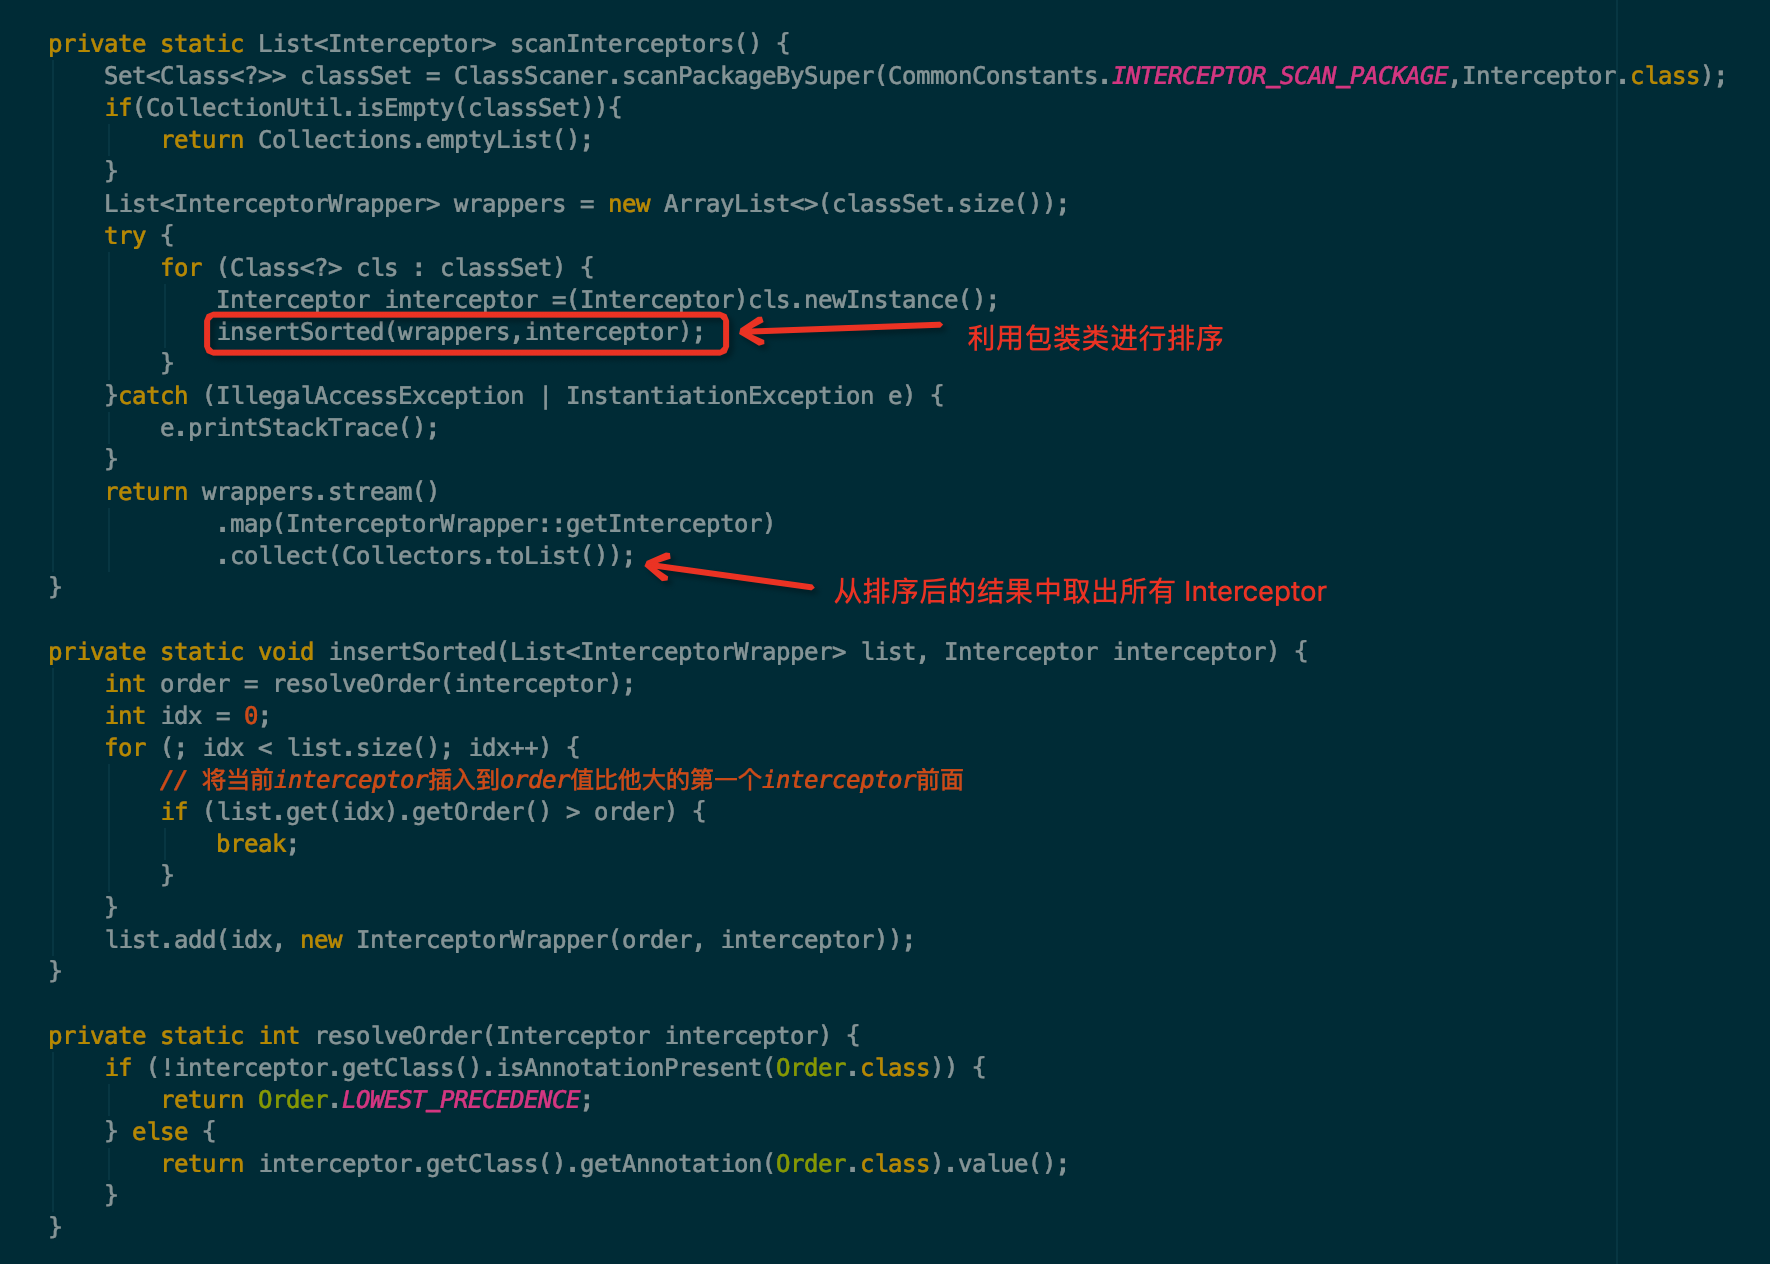 private static List<Interceptor> scanInterceptors() {
    Set<Class<?>> classSet = ClassScaner.scanPackageBySuper(CommonConstants.INTERCEPTOR_SCAN_PACKAGE,Interceptor.class);
    if(CollectionUtil.isEmpty(classSet)){
        return Collections.emptyList();
    }
    List<InterceptorWrapper> wrappers = new ArrayList<>(classSet.size());
    try {
        for (Class<?> cls : classSet) {
            Interceptor interceptor =(Interceptor)cls.newInstance();
            insertSorted(wrappers,interceptor);
利用包装类进行排序
        }
    }catch (IllegalAccessException | InstantiationException e) {
        e.printStackTrace();
    }
    return wrappers.stream()
            .map(InterceptorWrapper::getInterceptor)
            .collect(Collectors.toList());
从排序后的结果中取出所有 Interceptor
}
private static void insertSorted(List<InterceptorWrapper> list, Interceptor interceptor) {
    int order = resolveOrder(interceptor);
    int idx = 0;
    for (; idx < list.size(); idx++) {
        // 将当前interceptor插入到order值比他大的第一个interceptor前面
        if (list.get(idx).getOrder() > order) {
            break;
        }
    }
    list.add(idx, new InterceptorWrapper(order, interceptor));
}
private static int resolveOrder(Interceptor interceptor) {
    if (!interceptor.getClass().isAnnotationPresent(Order.class)) {
        return Order.LOWEST_PRECEDENCE;
    } else {
        return interceptor.getClass().getAnnotation(Order.class).value();
    }
}